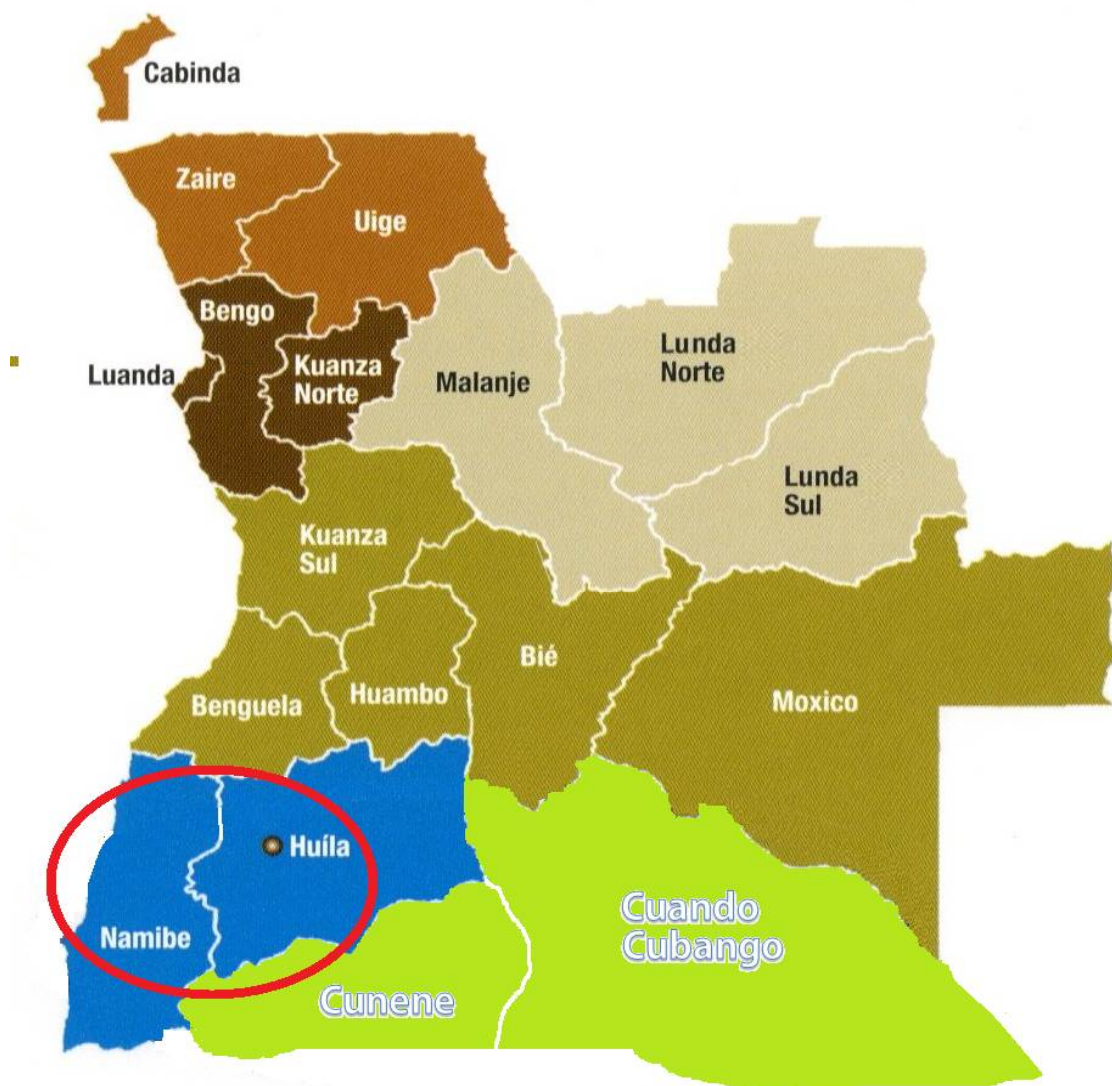 Cabinda
Zaire
Uige
Bengo
Luanda
Kuanza
Norte
Malanje
Lunda
Norte
Lunda
Sul
Kuanza
Sul
Benguela
Huambo
Bié
Moxico
Huíla
Namibe
Cuando
Cubango
Cunene